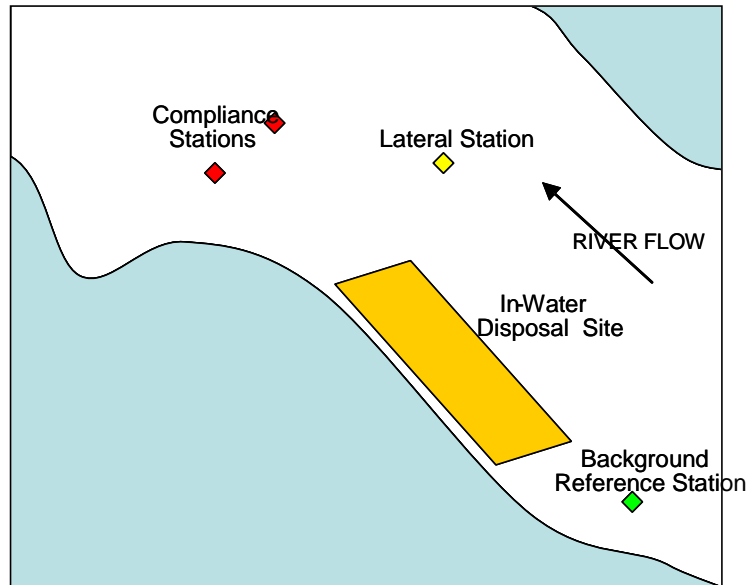 Compliance
Stations
Lateral Station
RIVER FLOW
In-Water
Disposal Site
Background
Reference Station